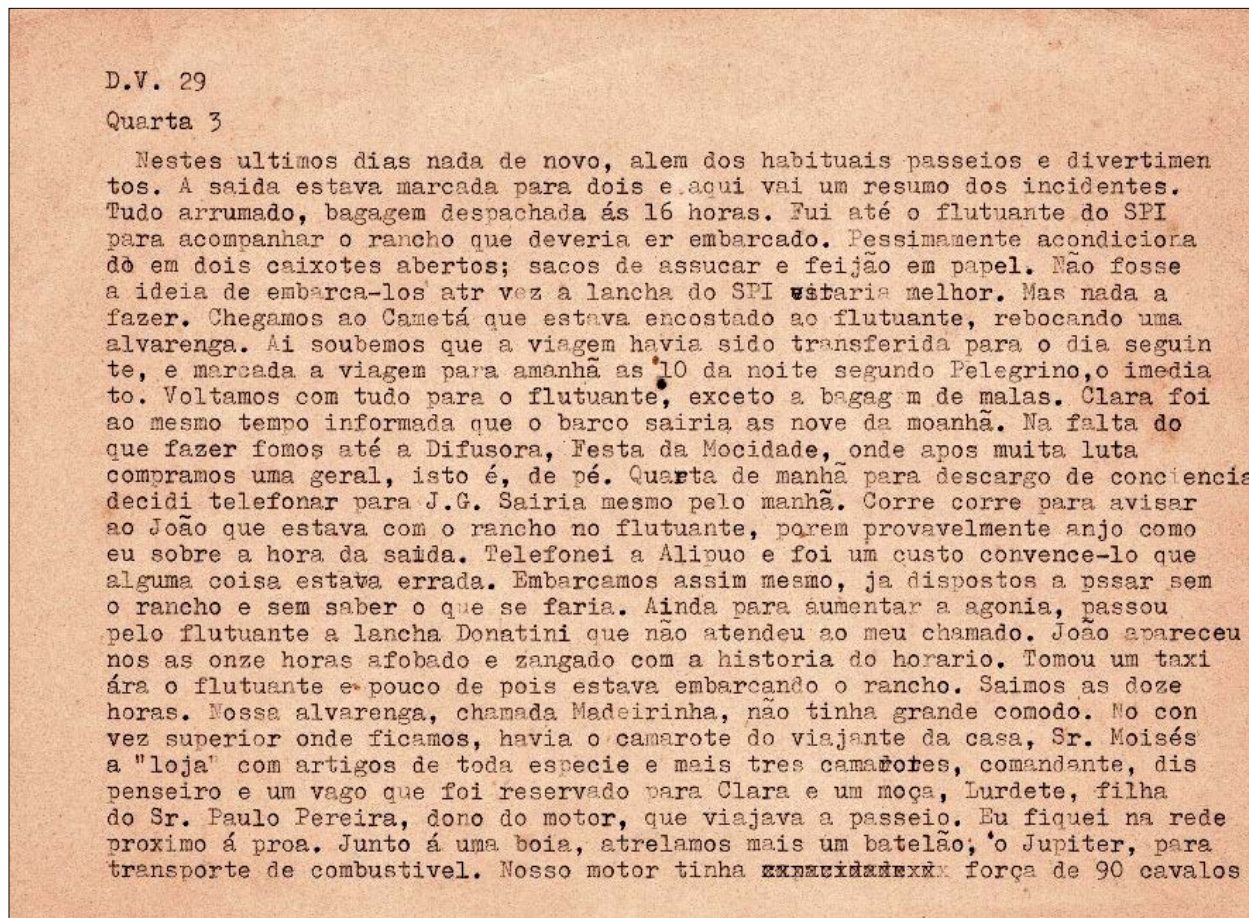 D.V. 29
Quarta 3
Nestes ultimos dias nada de novo, alem dos habituais passeios e divertimen
tos. A saida estava marcada para dois e aqui vai um resumo dos incidentes.
Tudo arrumado, bagagem despachada ás 16 horas. Fui até o flutuante do SPI
para acompanhar o rancho que deveria er embarcado. Pessimamente acondiciona
do em dois caixotes abertos; sacos de assucar e feijão em papel. Não fosse
a ideia de embarca-los atr vez a lancha do SPI estaria melhor. Mas nada a
fazer. Chegamos ao Cametá que estava encostado ao flutuante, rebocando uma
alvarenga. Ai soubemos que a viagem havia sido transferida para o dia seguin
te, e marcada a viagem para amanhã as 10 da noite segundo Pelegrino,o imedia
to. Voltamos com tudo para o flutuante, exceto a bagag m de malas. Clara foi
ao mesmo tempo informada que o barco sairia as nove da moanhã. Na falta do
que fazer fomos até a Difusora, Festa da Mocidade, onde apos muita luta
compramos uma geral, isto é, de pé. Quarta de manhã para descargo de conciencia
decidi telefonar para J.G. Sairia mesmo pelo manhã. Corre corre para avisar
ao João que estava com o rancho no flutuante, porem provavelmente anjo como
eu sobre a hora da saida. Telefonei a Alipuo e foi um custo convence-lo que
alguma coisa estava errada. Embarcamos assim mesmo, ja dispostos a pssar sem
o rancho e sem saber o que se faria. Ainda para aumentar a agonia, passou
pelo flutuante a lancha Donatini que não atendeu ao meu chamado. João apareceu
nos as onze horas afobado e zangado com a historia do horario. Tomou um taxi
ára o flutuante e pouco de pois estava embarcando o rancho. Saimos as doze
horas. Nossa alvarenga, chamada Madeirinha, não tinha grande comodo. No con
vez superior onde ficamos, havia o camarote do viajante da casa, Sr. Moisés
a "loja" com artigos de toda especie e mais tres camarotes, comandante, dis
penseiro e um vago que foi reservado para Clara e um moça, Lurdete, filha
do Sr. Paulo Pereira, dono do motor, que viajava a passeio. Eu fiquei na rede
proximo á proa. Junto á uma boia, atrelamos mais um batelão, o Jupiter, para
transporte de combustivel. Nosso motor tinha força de 90 cavalos